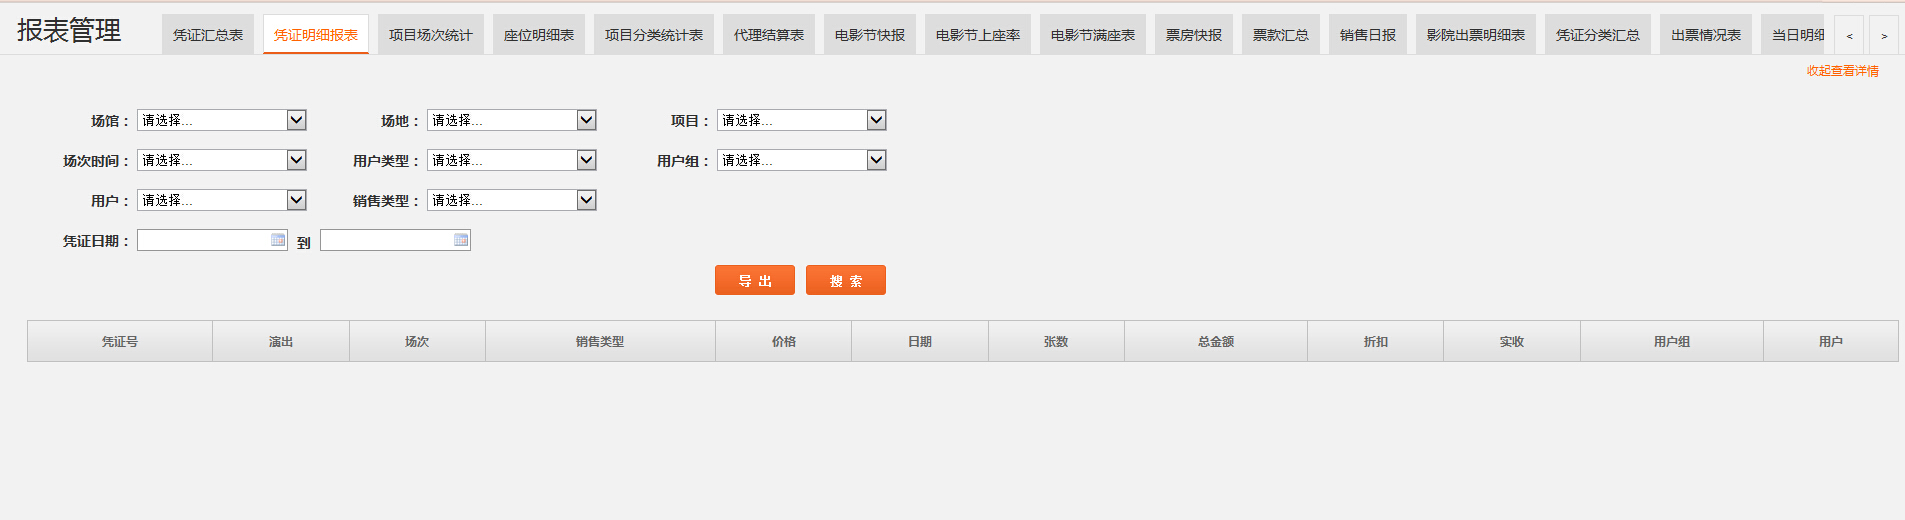 报表管理 凭证汇总表 凭证明细报表 项目场次统计 座位明细表 项目分类统计表 代理结算表 电影节快报 电影节上座率 电影节满座表 票房快报 票款汇总 销售日报 影院出票明细表 凭证分类汇总 出票情况表 当日明细 < >
收起查看详情
场馆： 请选择... 场地： 请选择... 项目： 请选择...
场次时间： 请选择... 用户类型： 请选择... 用户组： 请选择...
用户： 请选择... 销售类型： 请选择...
凭证日期： 到
导 出 搜 索
凭证号 演出 场次 销售类型 价格 日期 张数 总金额 折扣 实收 用户组 用户